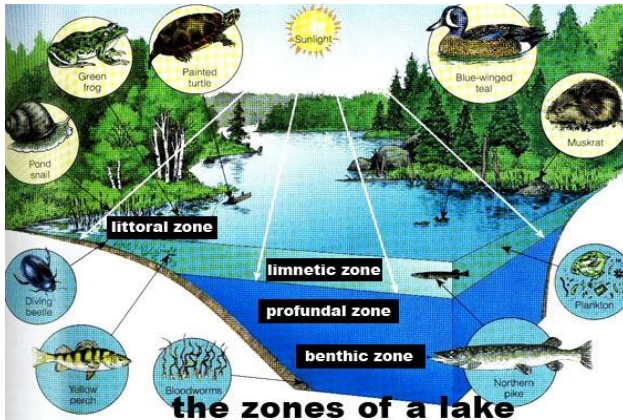 Sunlight
Green
frog
Painted
turtle
Blue-winged
teal
Pond
snail
Muskrat
littoral zone
limnetic zone
Diving
beetle
Plankton
profundal zone
benthic zone
Yellow
perch
Bloodworms
Northern
pike
the zones of a lake